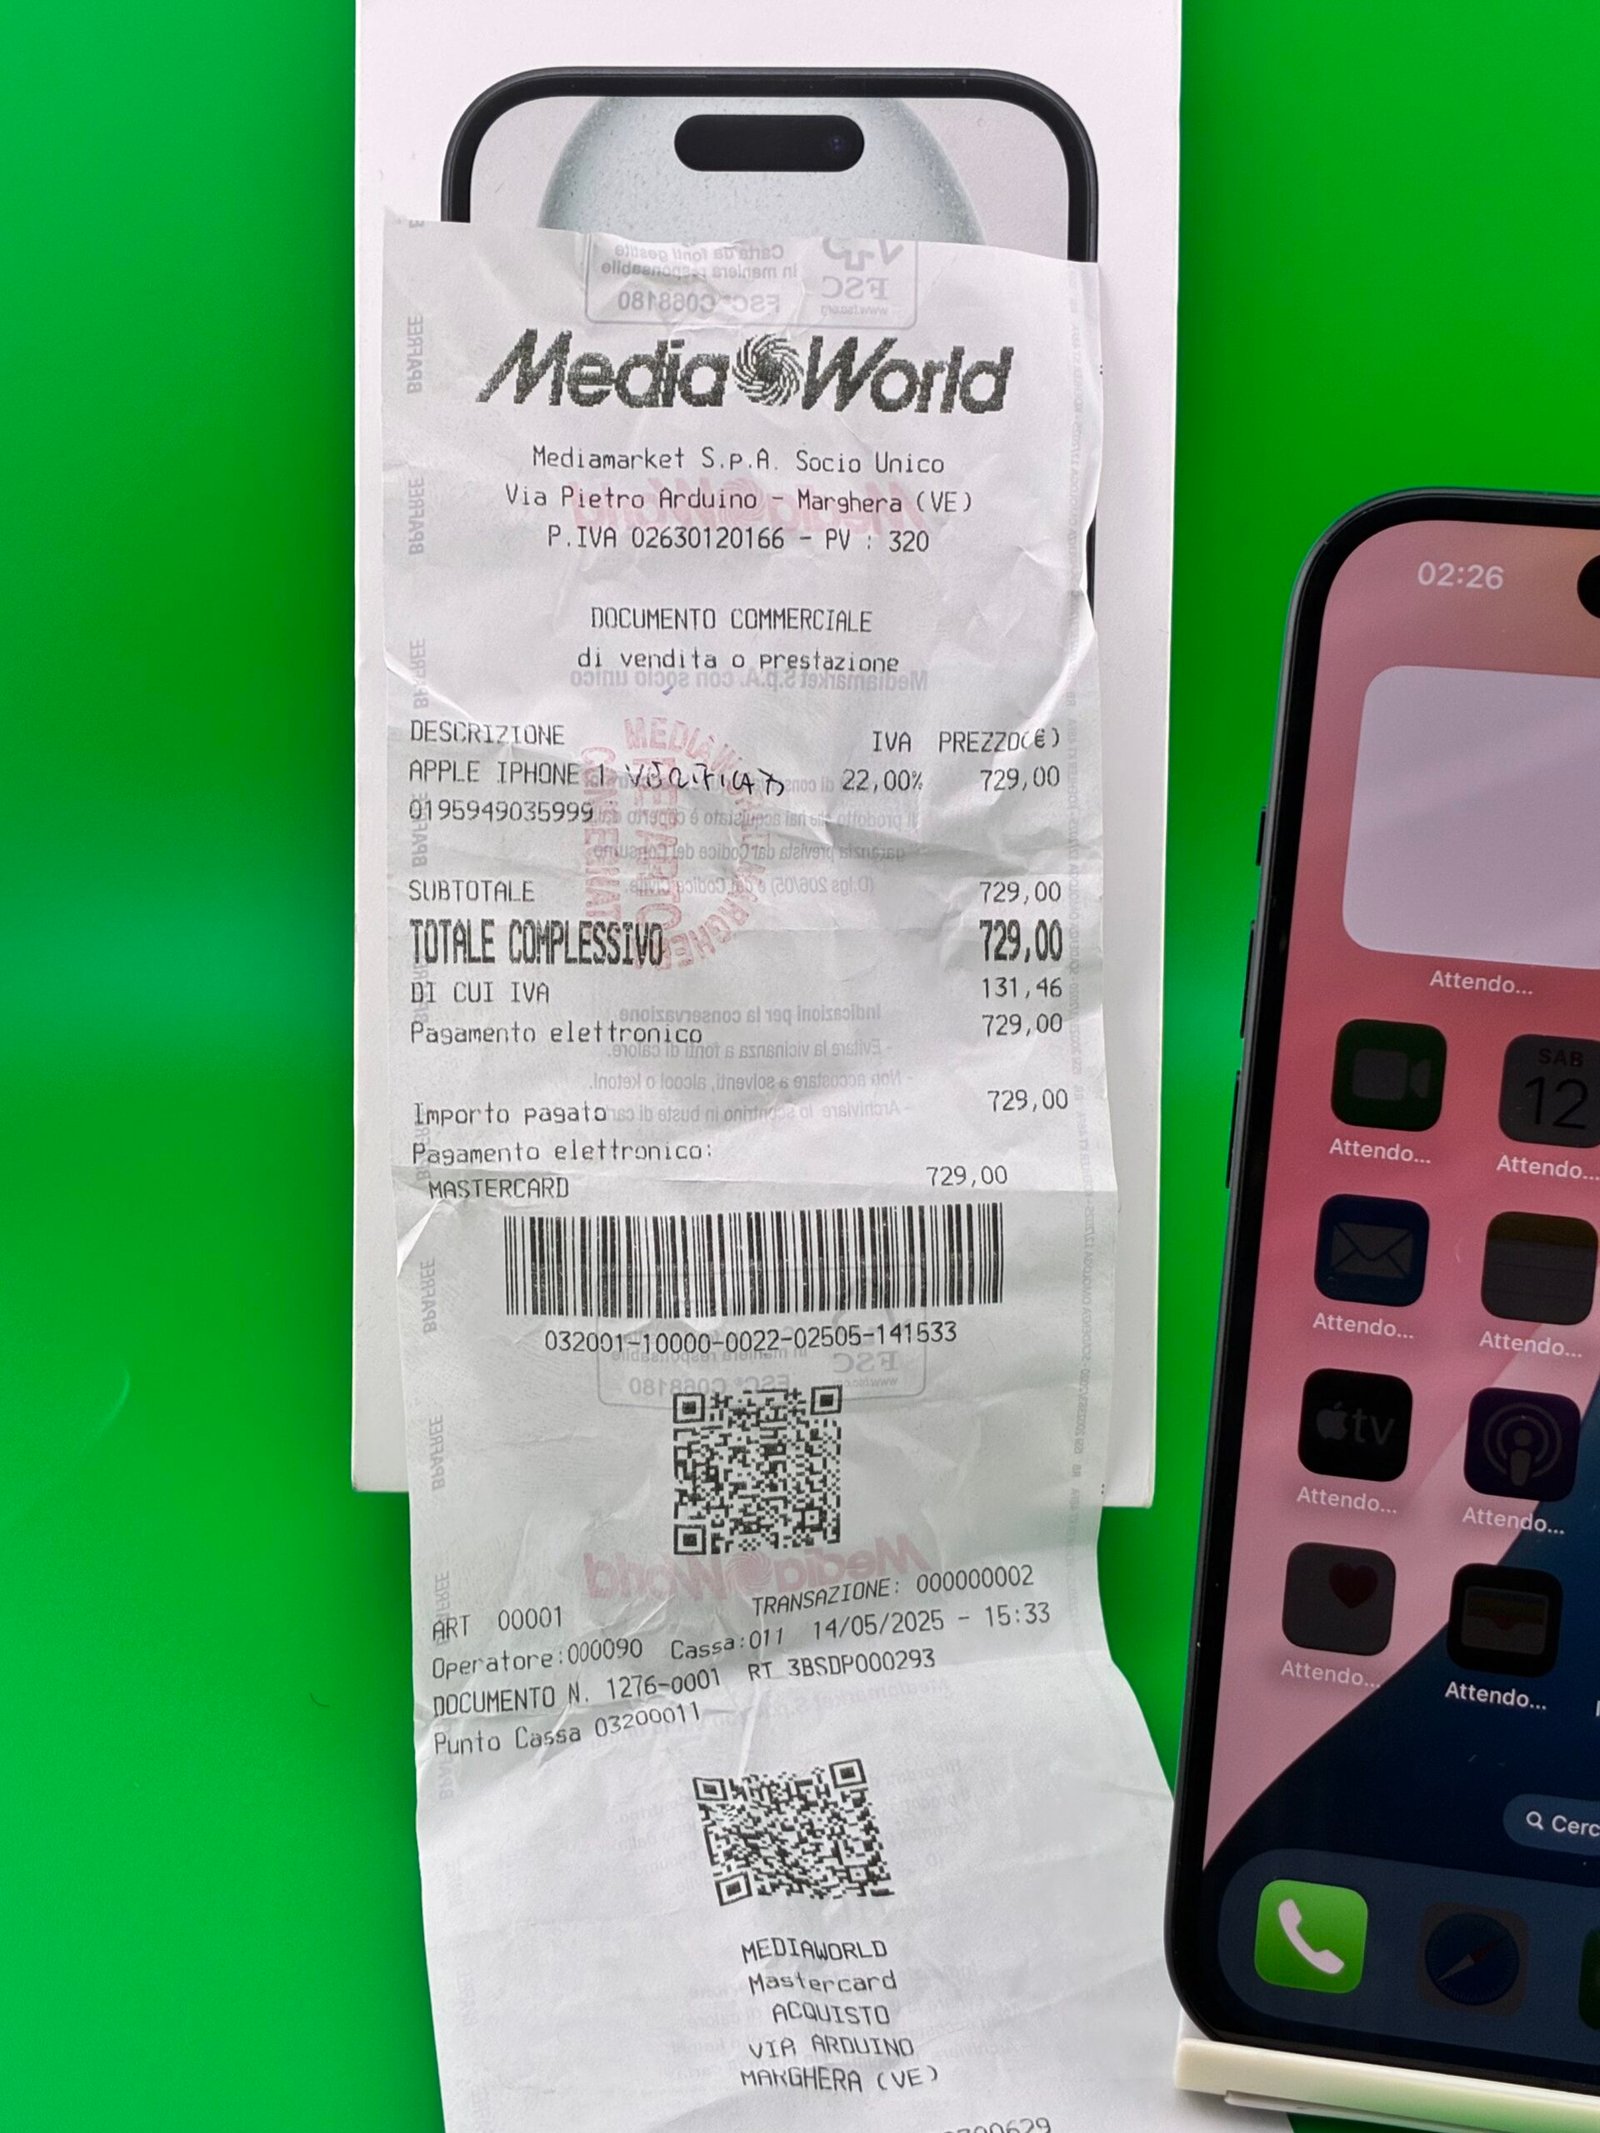 MediaWorld
Mediamarket S.p.A. Socio Unico
Via Pietro Arduino - Marghera (VE)
P.IVA 02630120166 - PV : 320
DOCUMENTO COMMERCIALE
di vendita o prestazione
DESCRIZIONE IVA PREZZO(€)
APPLE IPHONE 1 22,00% 729,00
0195949035999
SUBTOTALE 729,00
TOTALE COMPLESSIVO 729,00
DI CUI IVA 131,46
Pagamento elettronico 729,00
Importo pagato 729,00
Pagamento elettronico:
MASTERCARD 729,00
032001-10000-0022-02505-141533
TRANSAZIONE: 000000002
ART 00001
Operatore:000090 Cassa:011 14/05/2025 - 15:33
DOCUMENTO N. 1276-0001 RT 3BSDP000293
Punto Cassa 03200011
MEDIAWORLD
Mastercard
ACQUISTO
VIA ARDUINO
MARGHERA (VE)
02:26
Attendo...
SAB
12
Attendo...
Attendo...
Attendo...
Attendo...
tv
Attendo...
Attendo...
Attendo...
Attendo...
Cerc